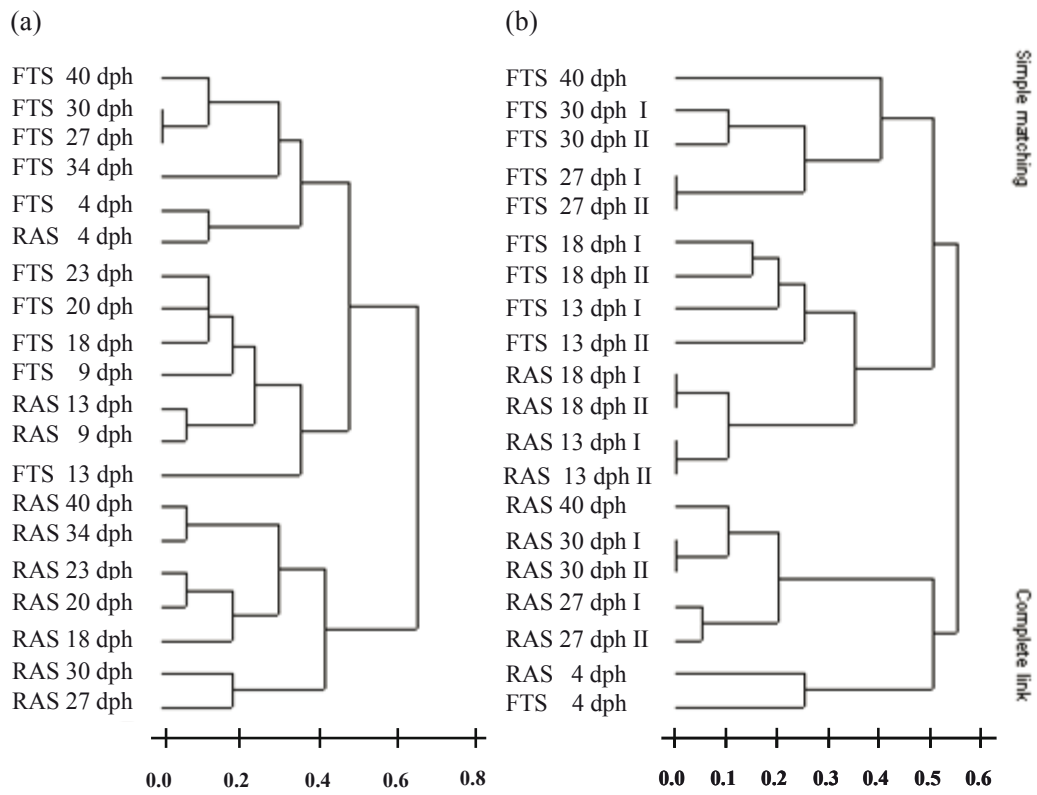 (a)
FTS 40 dph
FTS 30 dph
FTS 27 dph
FTS 34 dph
FTS 4 dph
RAS 4 dph
FTS 23 dph
FTS 20 dph
FTS 18 dph
FTS 9 dph
RAS 13 dph
RAS 9 dph
FTS 13 dph
RAS 40 dph
RAS 34 dph
RAS 23 dph
RAS 20 dph
RAS 18 dph
RAS 30 dph
RAS 27 dph
0.0 0.2 0.4 0.6 0.8
(b)
FTS 40 dph
FTS 30 dph I
FTS 30 dph II
FTS 27 dph I
FTS 27 dph II
FTS 18 dph I
FTS 18 dph II
FTS 13 dph I
FTS 13 dph II
RAS 18 dph I
RAS 18 dph II
RAS 13 dph I
RAS 13 dph II
RAS 40 dph
RAS 30 dph I
RAS 30 dph II
RAS 27 dph I
RAS 27 dph II
RAS 4 dph
FTS 4 dph
0.0 0.1 0.2 0.3 0.4 0.5 0.6
Simple matching
Complete link